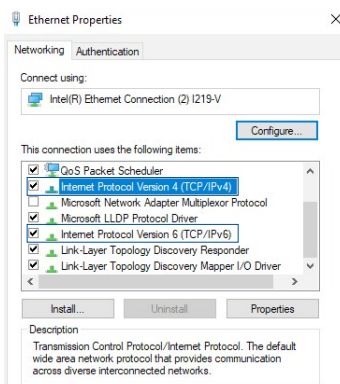 Ethernet Properties
Networking Authentication
Connect using:
Intel(R) Ethernet Connection (2) I219-V
Configure...
This connection uses the following items:
QoS Packet Scheduler
Internet Protocol Version 4 (TCP/IPv4)
Microsoft Network Adapter Multiplexor Protocol
Microsoft LLDP Protocol Driver
Internet Protocol Version 6 (TCP/IPv6)
Link-Layer Topology Discovery Responder
Link-Layer Topology Discovery Mapper I/O Driver
Install... Uninstall Properties
Description
Transmission Control Protocol/Internet Protocol. The default
wide area network protocol that provides communication
across diverse interconnected networks.